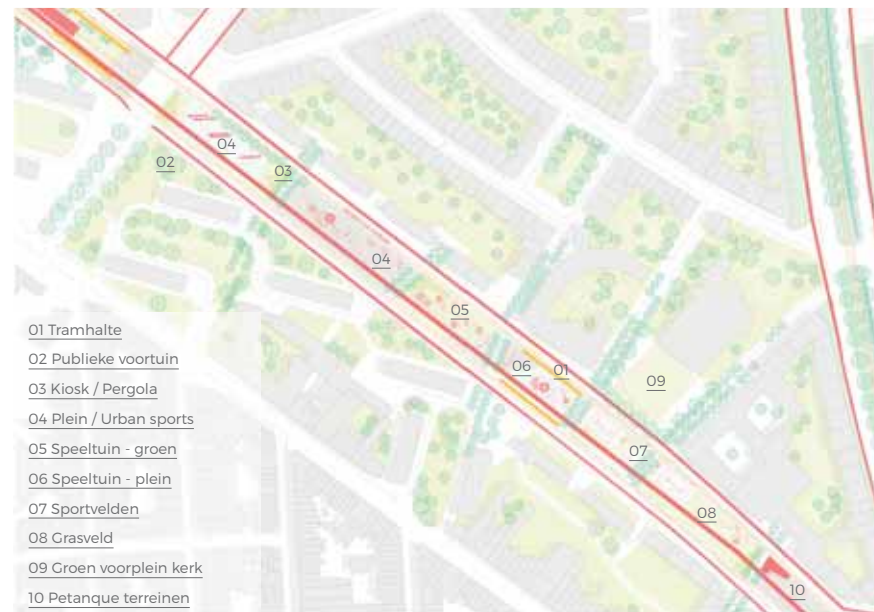 04
02
03
04
05
06
01
09
07
08
10
01 Tramhalte
02 Publieke voortuin
03 Kiosk / Pergola
04 Plein / Urban sports
05 Speeltuin - groen
06 Speeltuin - plein
07 Sportvelden
08 Grasveld
09 Groen voorplein kerk
10 Petanque terreinen